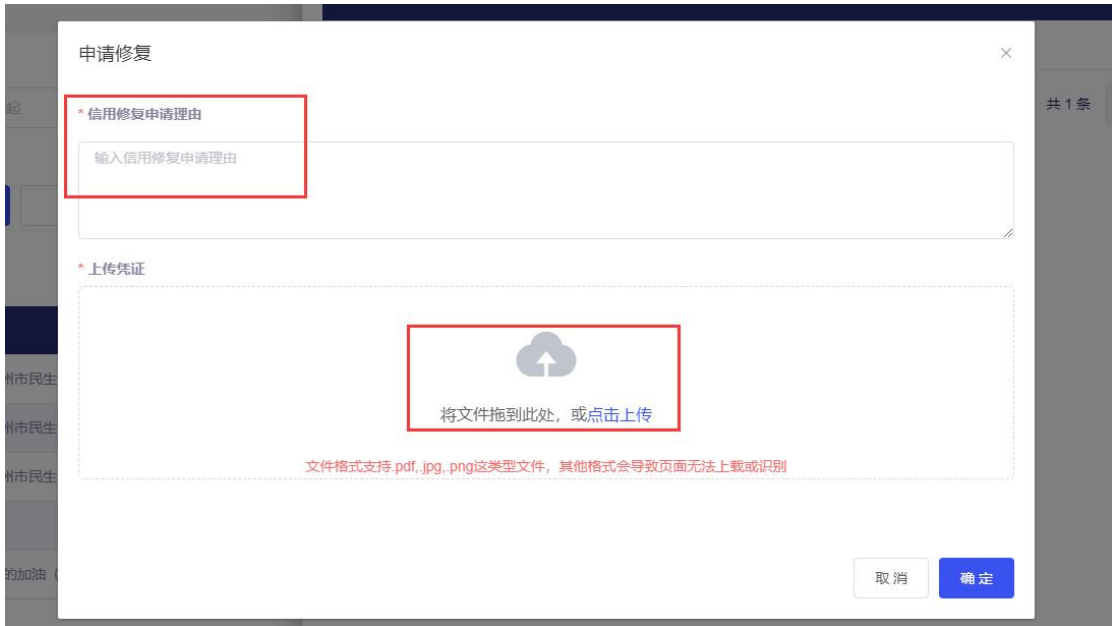 申请修复
起
* 信用修复申请理由
共 1 条
输入信用修复申请理由
* 上传凭证
州市民生
将文件拖到此处，或点击上传
州市民生
文件格式支持.pdf,.jpg,.png这类型文件，其他格式会导致页面无法上载或识别
州市民生
的加油（
取 消
确 定